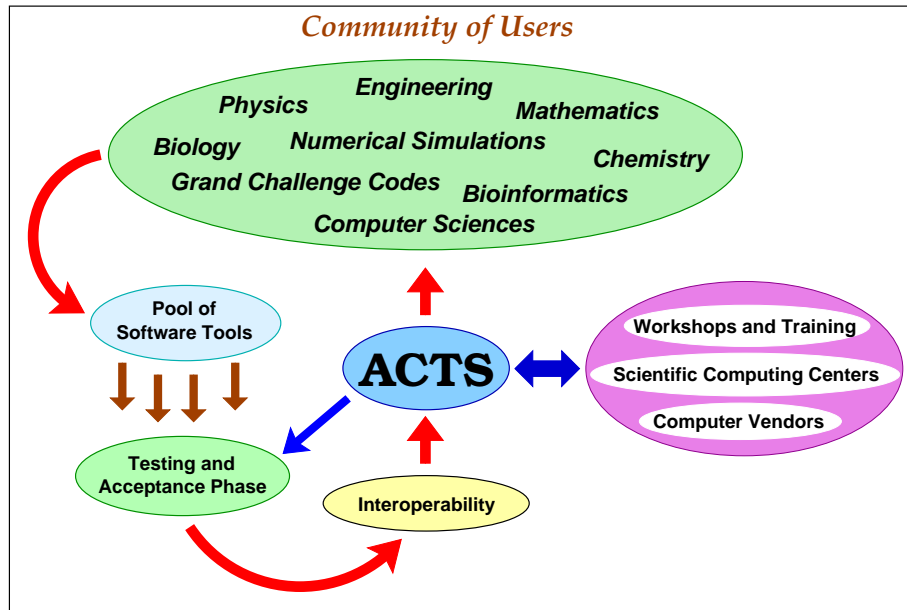 Community of Users
Engineering
Physics
Mathematics
Numerical Simulations
Biology
Chemistry
Grand Challenge Codes
Bioinformatics
Computer Sciences
Pool of
Software Tools
ACTS
Workshops and Training
Scientific Computing Centers
Computer Vendors
Testing and
Acceptance Phase
Interoperability